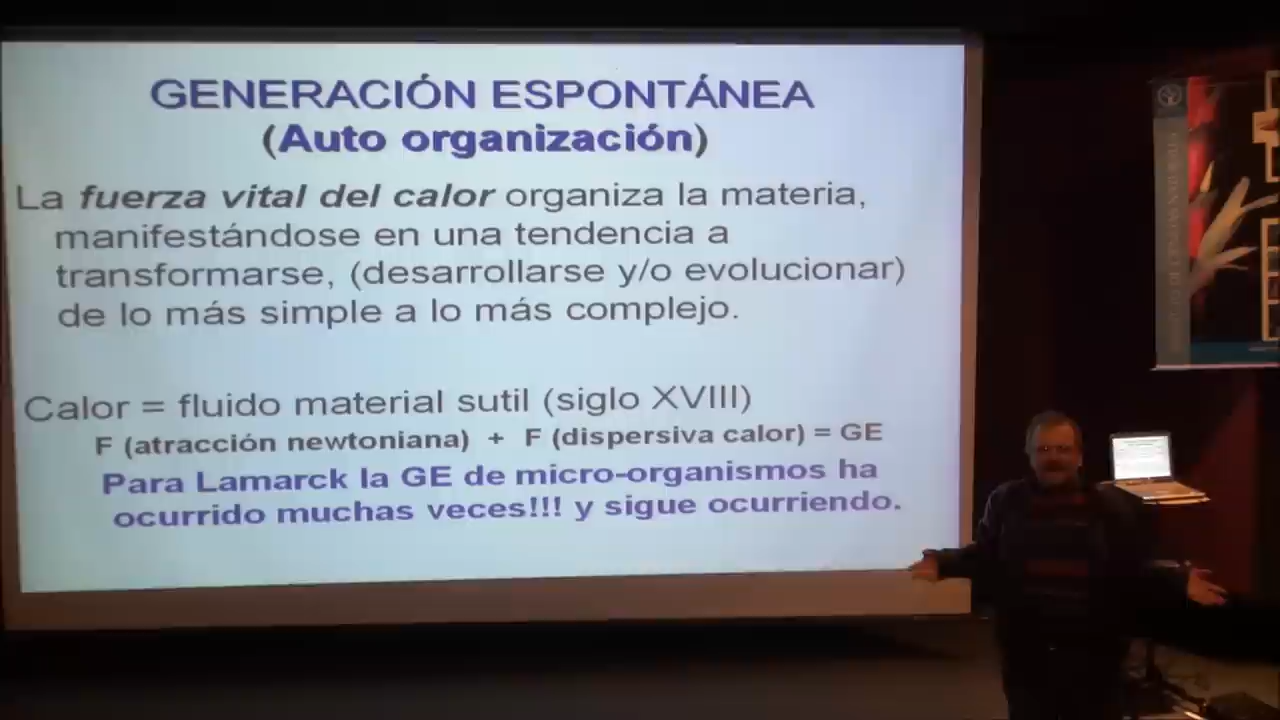 GENERACIÓN ESPONTÁNEA
(Auto organización)
La fuerza vital del calor organiza la materia,
manifestándose en una tendencia a
transformarse, (desarrollarse y/o evolucionar)
de lo más simple a lo más complejo.
Calor = fluido material sutil (siglo XVIII)
F (atracción newtoniana) + F (dispersiva calor) = GE
Para Lamarck la GE de micro-organismos ha
ocurrido muchas veces!!! y sigue ocurriendo.